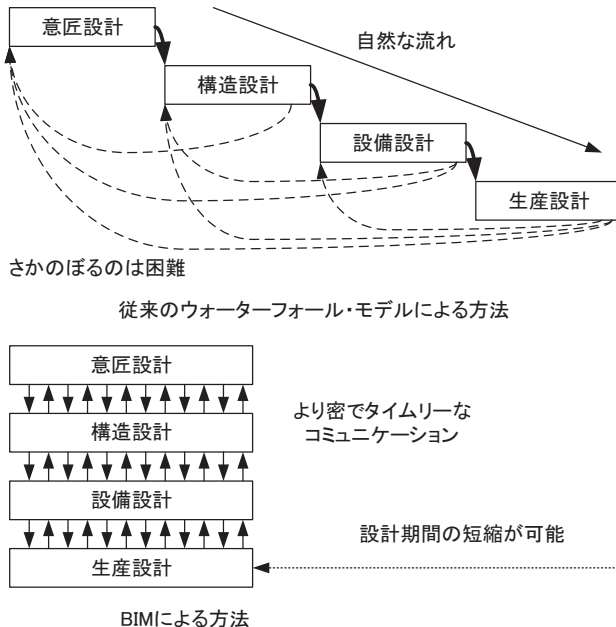 意匠設計
自然な流れ
構造設計
設備設計
生産設計
さかのぼるのは困難
従来のウォーターフォール・モデルによる方法
意匠設計
より密でタイムリーな
コミュニケーション
構造設計
設備設計
設計期間の短縮が可能
生産設計
BIMによる方法